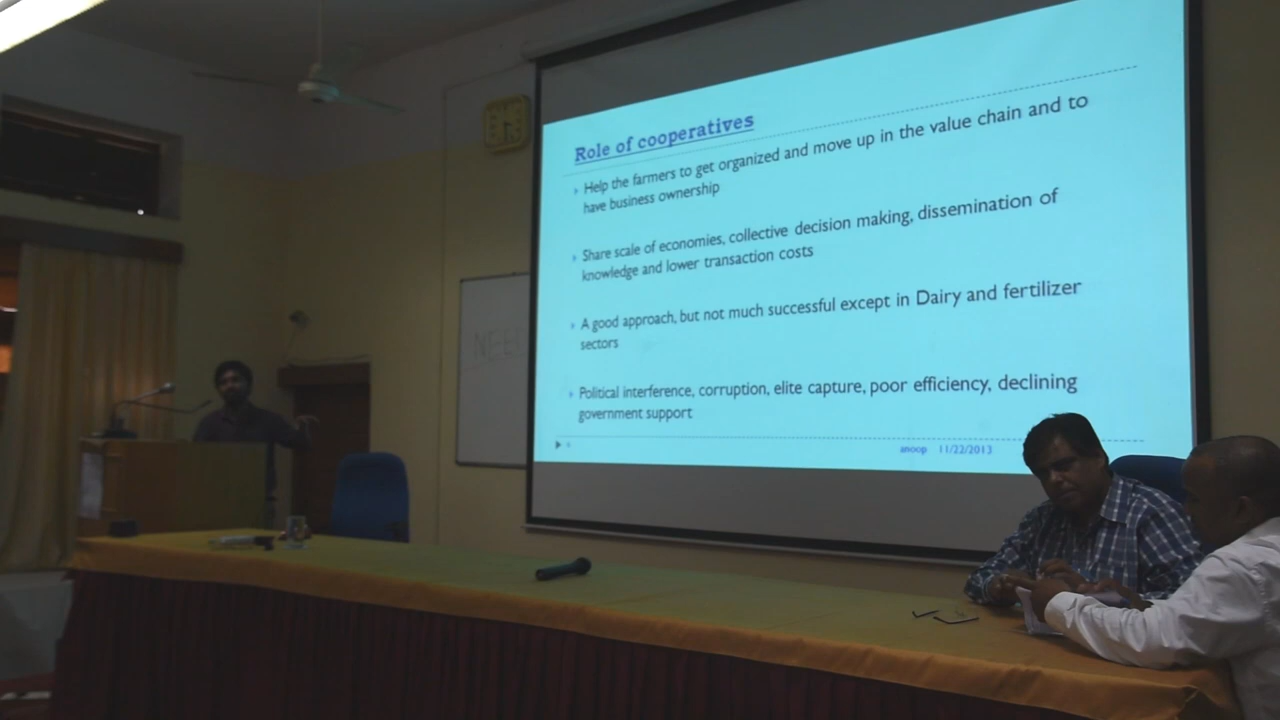 Role of cooperatives
Help the farmers to get organized and move up in the value chain and to
have business ownership
Share scale of economies, collective decision making, dissemination of
knowledge and lower transaction costs
A good approach, but not much successful except in Dairy and fertilizer
sectors
Political interference, corruption, elite capture, poor efficiency, declining
government support
anoop 11/22/2013